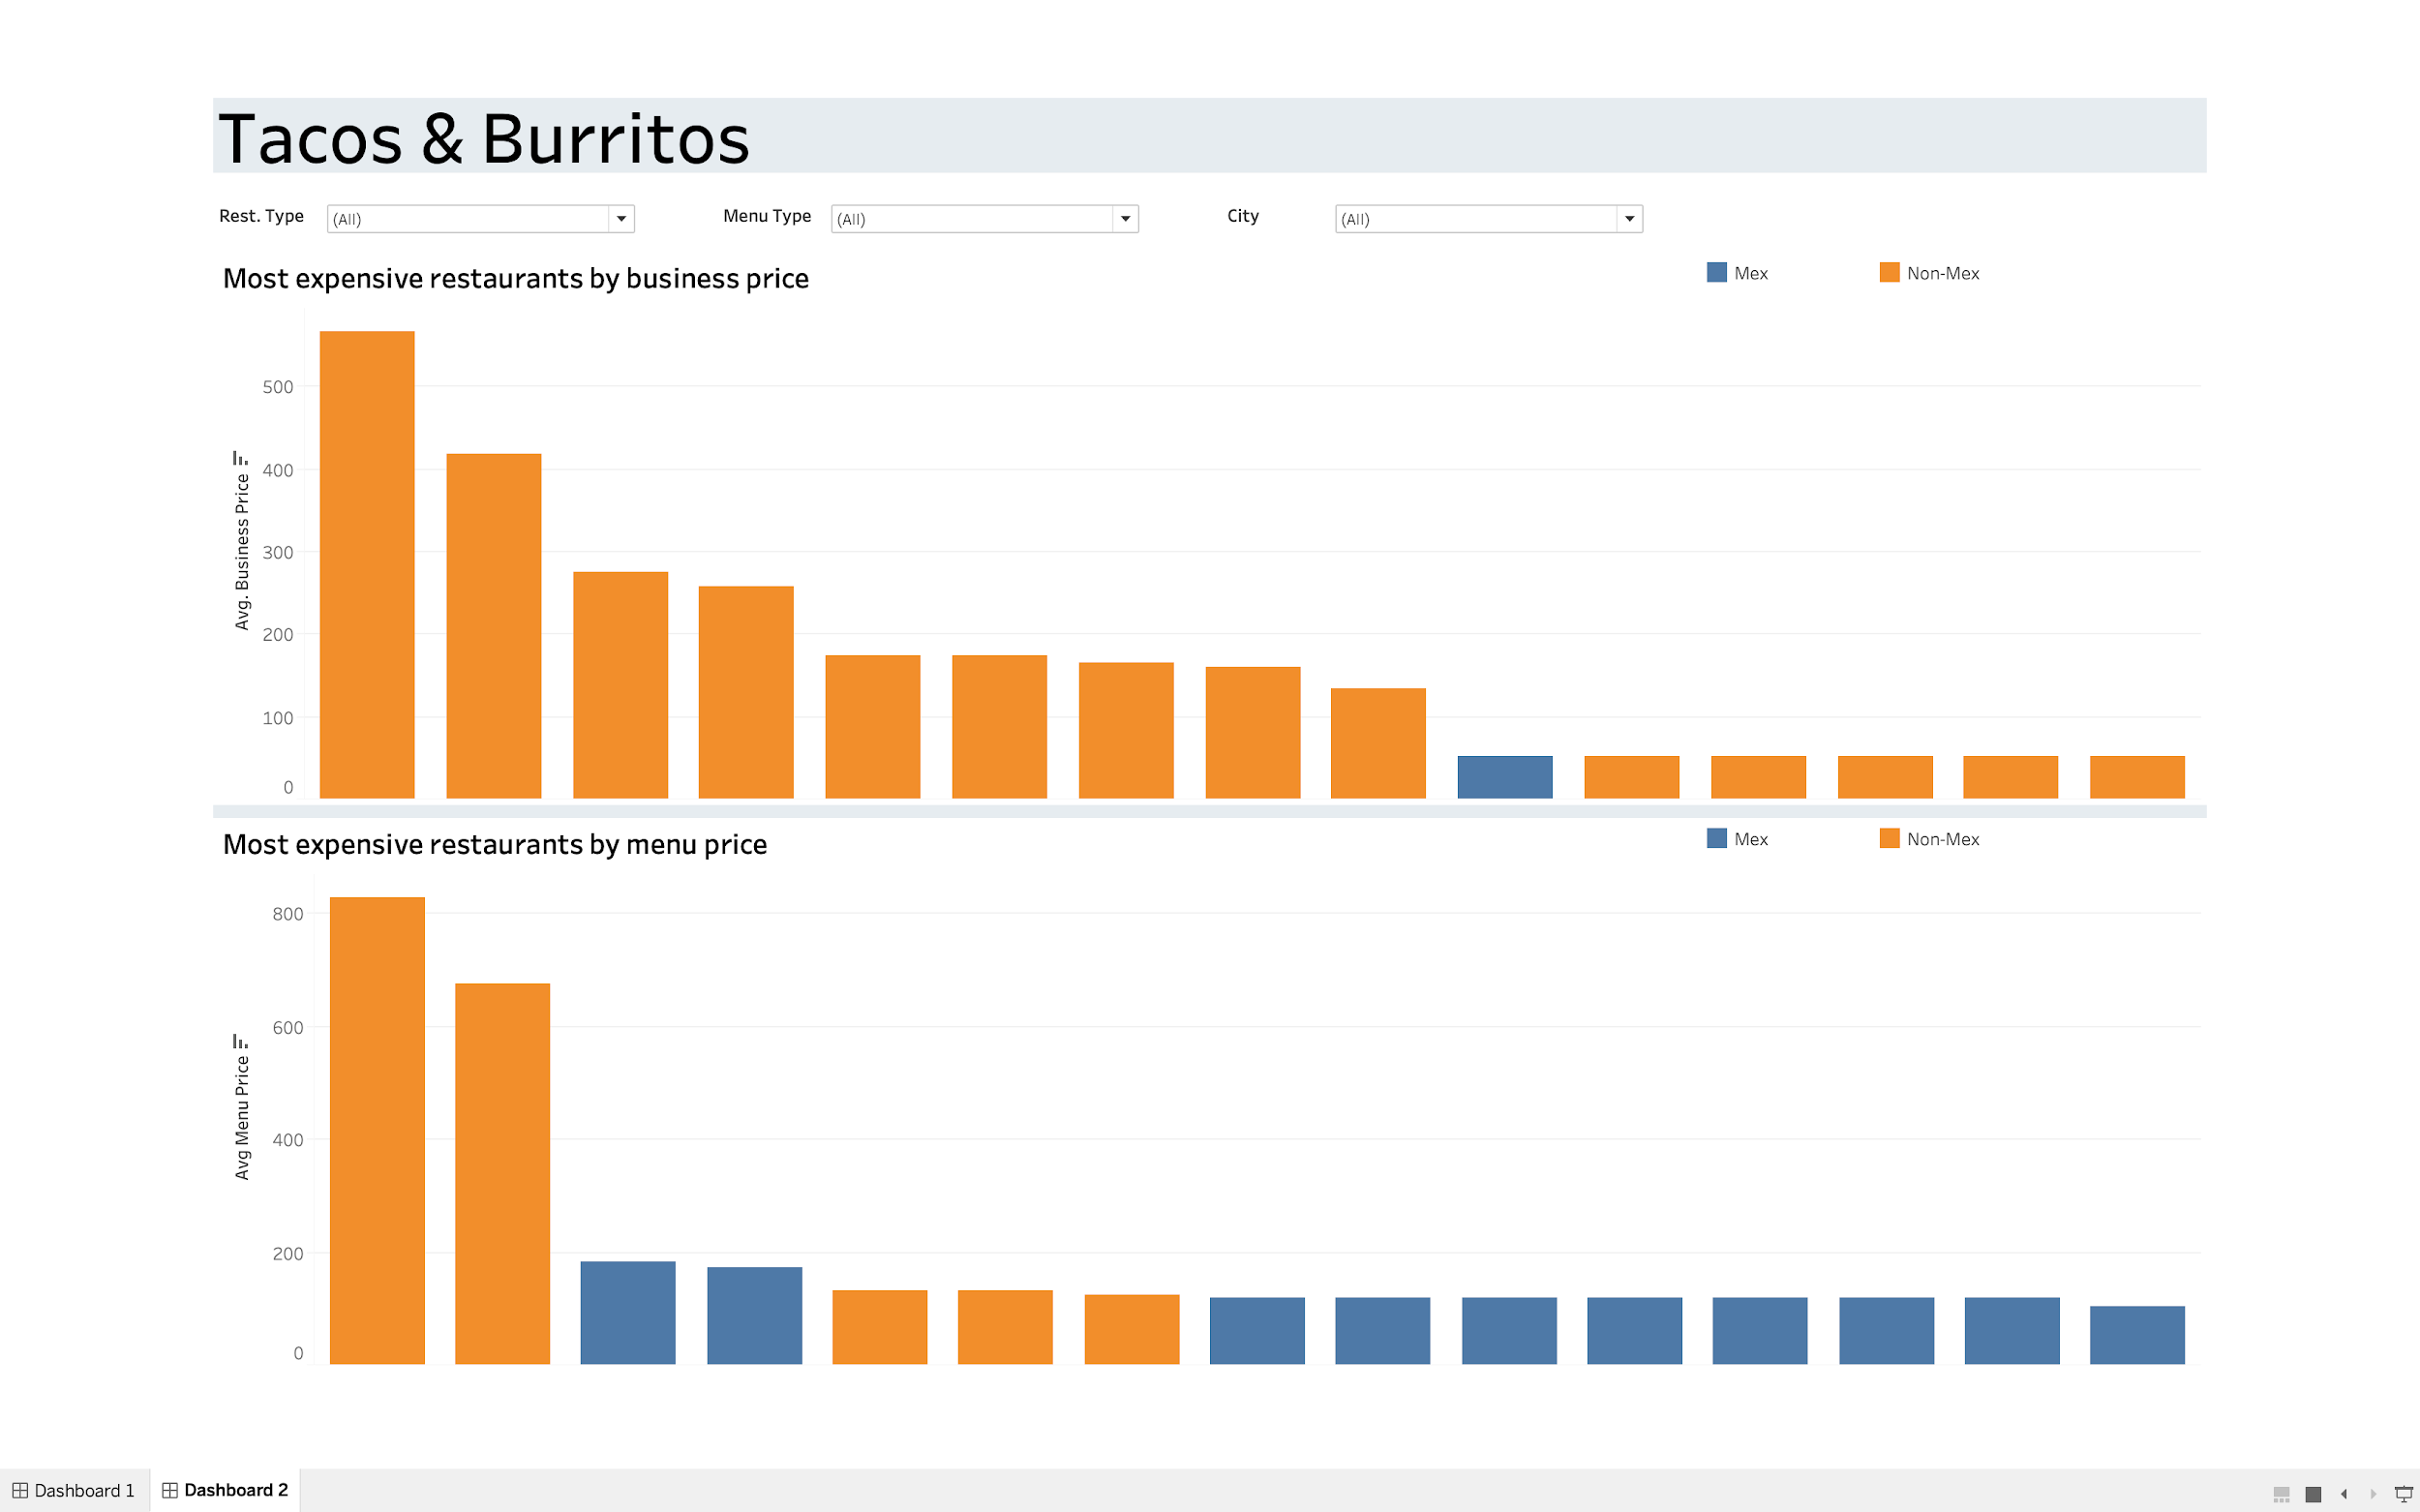 Tacos & Burritos
Rest. Type (All) Menu Type (All) City (All)
Most expensive restaurants by business price
Mex Non-Mex
Avg. Business Price
500
400
300
200
100
0
Most expensive restaurants by menu price
Mex Non-Mex
Avg Menu Price
800
600
400
200
0
Dashboard 1 Dashboard 2